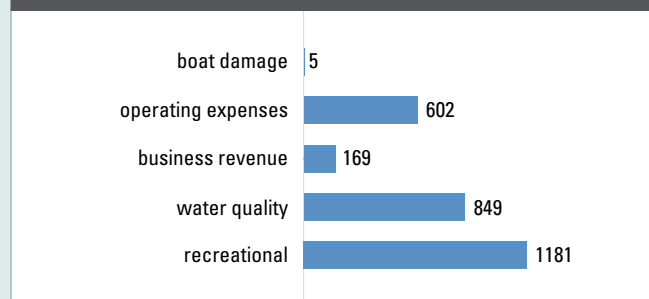 boat damage 5
operating expenses 602
business revenue 169
water quality 849
recreational 1181